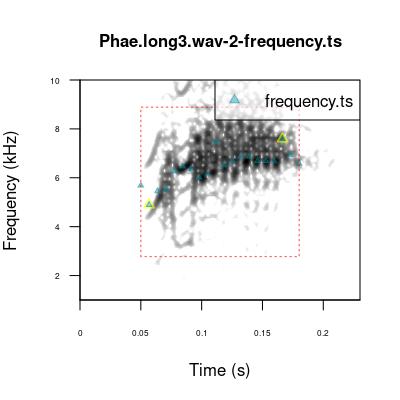 Phae.long3.wav-2-frequency.ts
frequency.ts
10
8
6
4
2
Frequency (kHz)
0 0.05 0.1 0.15 0.2
Time (s)